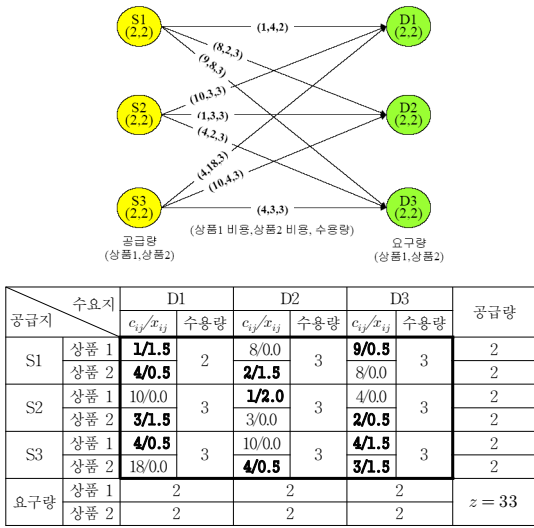 S1
(2,2)
(1,4,2)
D1
(2,2)
(8,2,3)
(9,8,3)
(10,3,3)
S2
(2,2)
(1,3,3)
D2
(2,2)
(4,2,3)
(4,18,3)
(10,4,3)
S3
(2,2)
(4,3,3)
D3
(2,2)
공급량
(상품1,상품2)
(상품1 비용,상품2 비용, 수용량)
요구량
(상품1,상품2)
수요지 D1 D2 D3 공급량
공급지 cij/xij 수용량 cij/xij 수용량 cij/xij 수용량
S1 상품 1 1/1.5 2 8/0.0 3 9/0.5 3 2
상품 2 4/0.5 2/1.5 8/0.0 2
S2 상품 1 10/0.0 3 1/2.0 3 4/0.0 3 2
상품 2 3/1.5 3/0.0 2/0.5 2
S3 상품 1 4/0.5 3 10/0.0 3 4/1.5 3 2
상품 2 18/0.0 4/0.5 3/1.5 2
요구량 상품 1 2 2 2 z = 33
상품 2 2 2 2